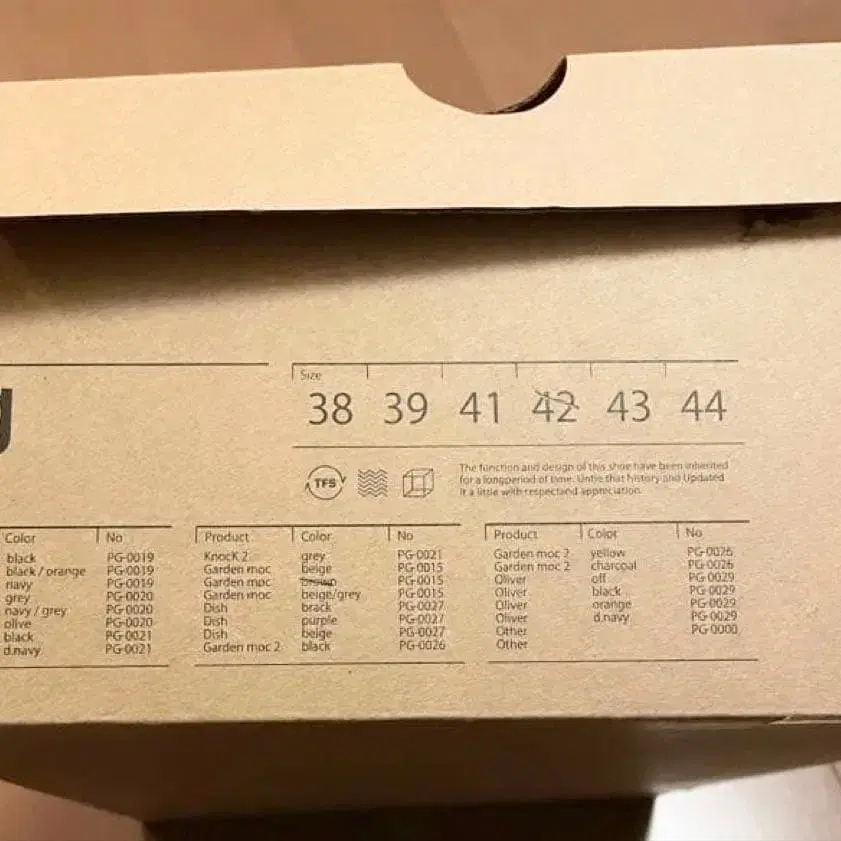 g
Size
38 39 41 42 43 44
TFS
The function and design of this shoe have been inherited
for a longperiod of time. Untie that history and Updated
it a little with respectand appreciation.
Color No
black PG-0019
black / orange PG-0019
navy PG-0019
grey PG-0020
navy / grey PG-0020
olive PG-0020
black PG-0021
d.navy PG-0021
Product Color No
KnocK 2 grey PG-0021
Garden moc beige PG-0015
Garden moc brown PG-0015
Garden moc beige/grey PG-0015
Dish brack PG-0027
Dish purple PG-0027
Dish beige PG-0027
Garden moc 2 black PG-0026
Product Color No
Garden moc 2 yellow PG-0026
Garden moc 2 charcoal PG-0026
Oliver off PG-0029
Oliver black PG-0029
Oliver orange PG-0029
Oliver d.navy PG-0029
Other PG-0000
Other